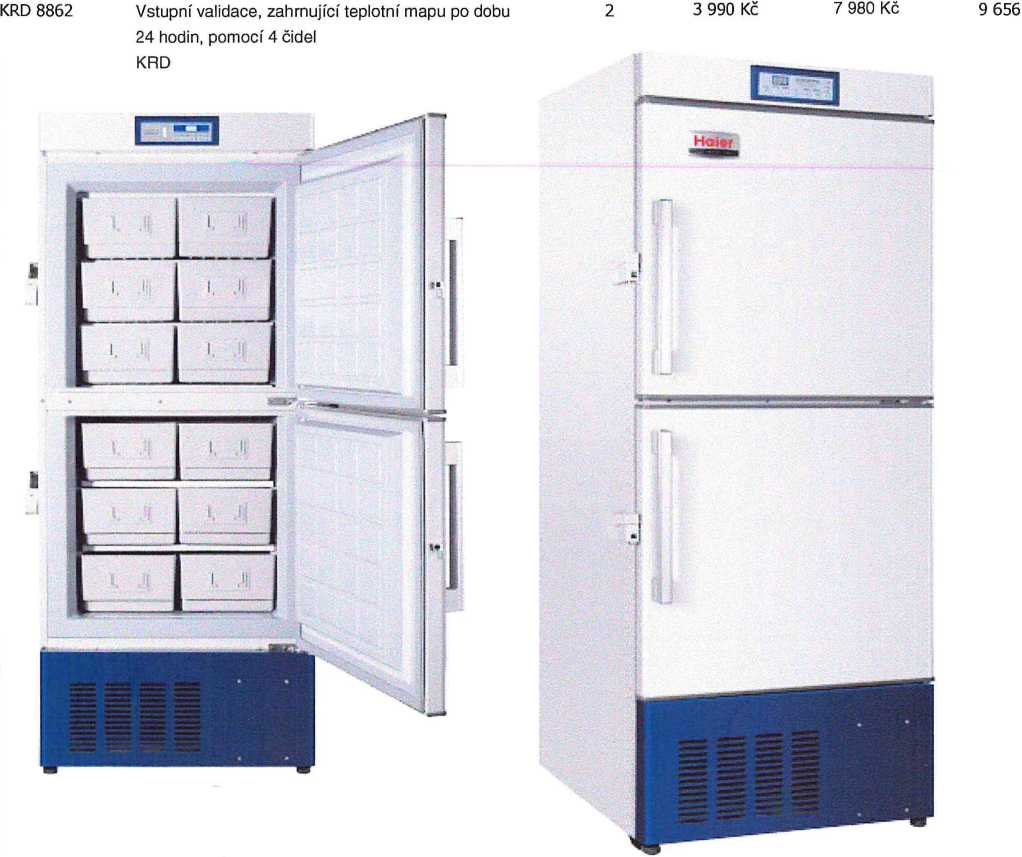 KRD 8862 Vstupní validace, zahrnující teplotní mapu po dobu 2 3 990 Kč 7 980 Kč 9 656
24 hodin, pomocí 4 čidel
KRD
Haier